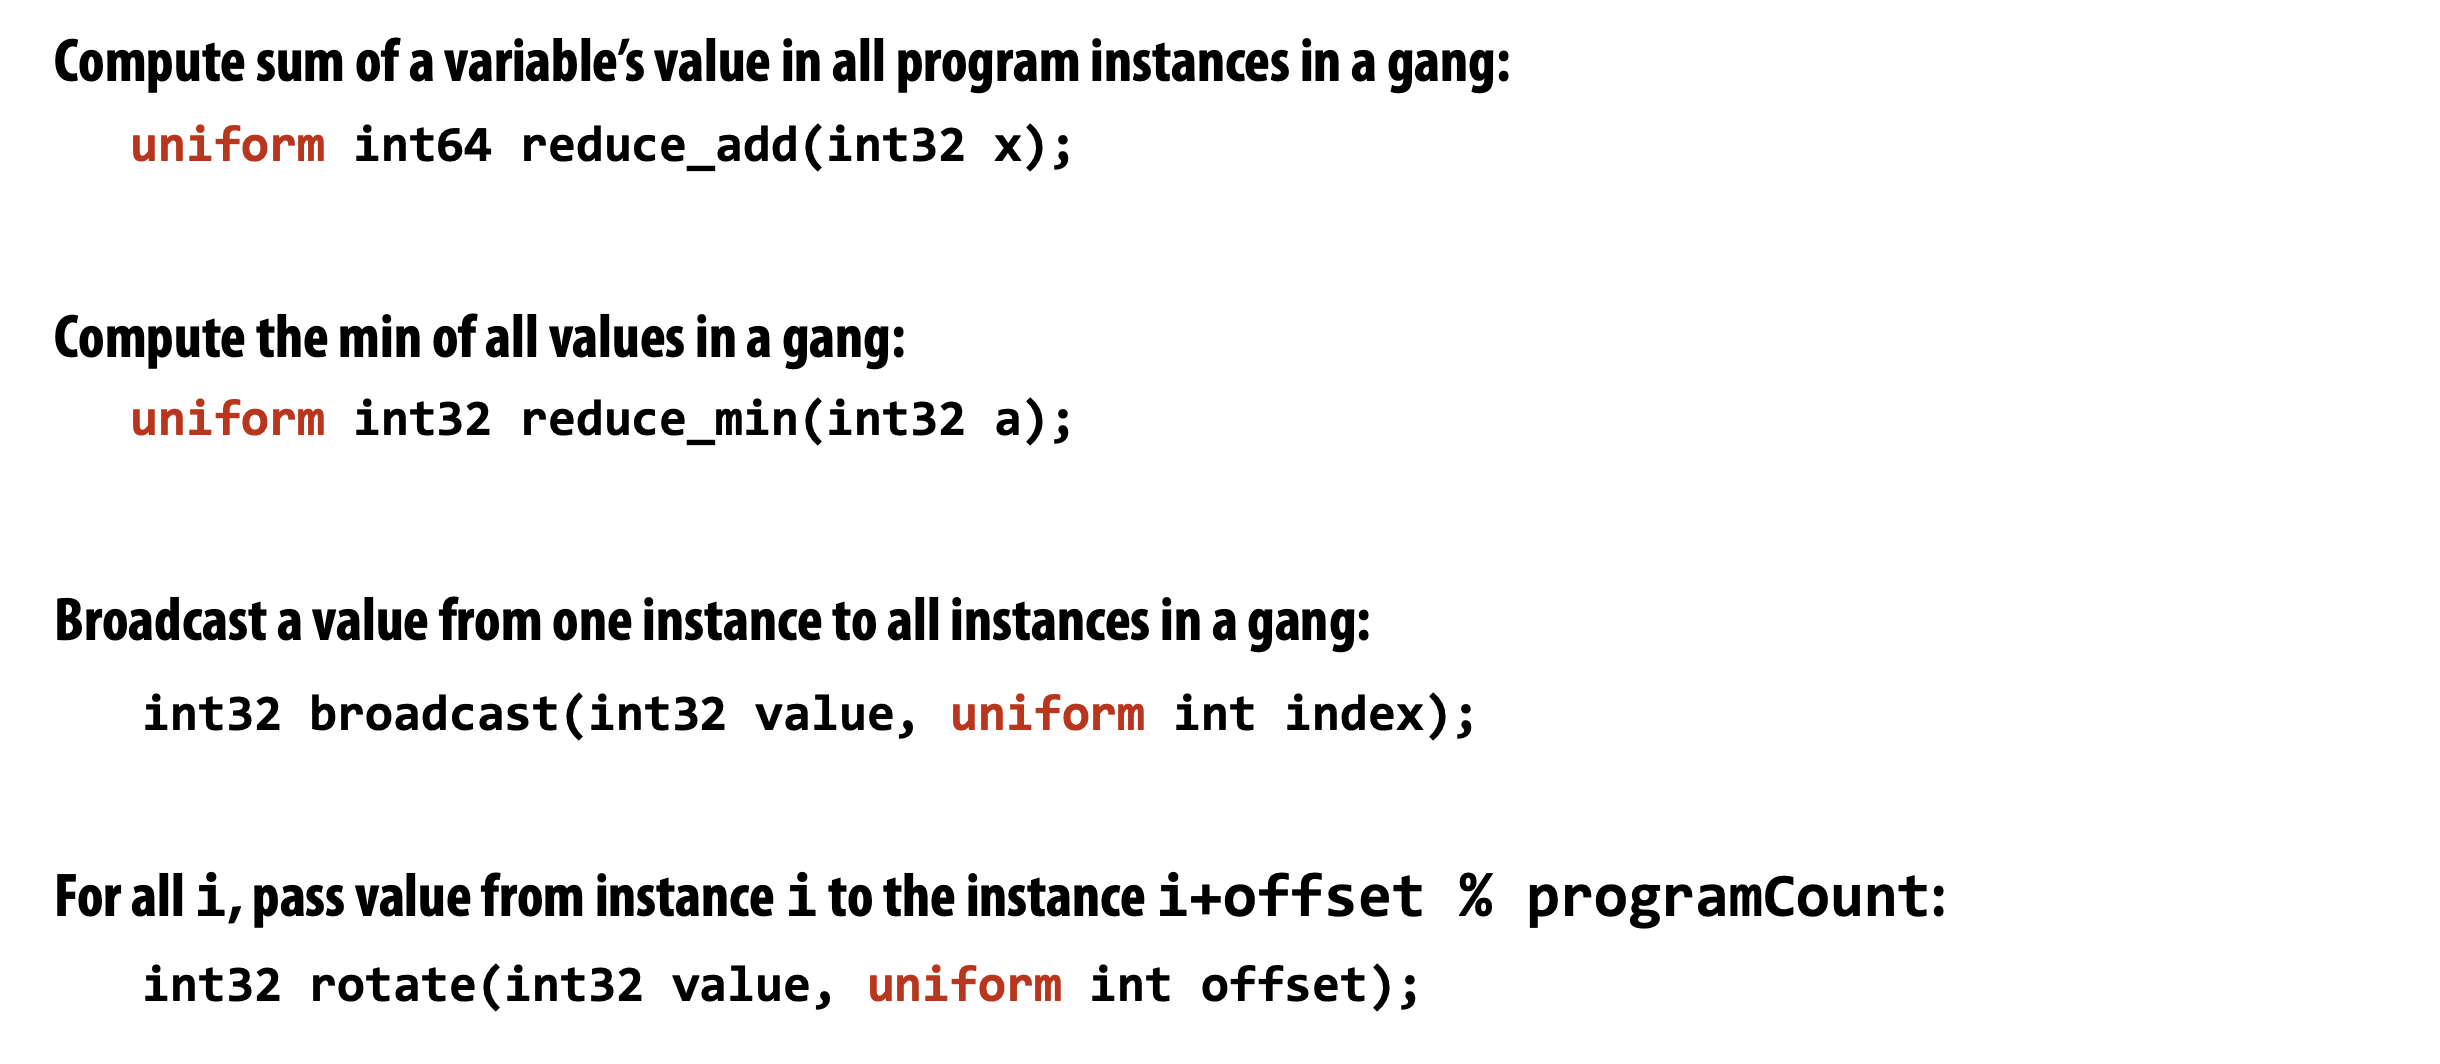 Compute sum of a variable’s value in all program instances in a gang:
uniform int64 reduce_add(int32 x);
Compute the min of all values in a gang:
uniform int32 reduce_min(int32 a);
Broadcast a value from one instance to all instances in a gang:
int32 broadcast(int32 value, uniform int index);
For all i, pass value from instance i to the instance i+offset % programCount:
int32 rotate(int32 value, uniform int offset);